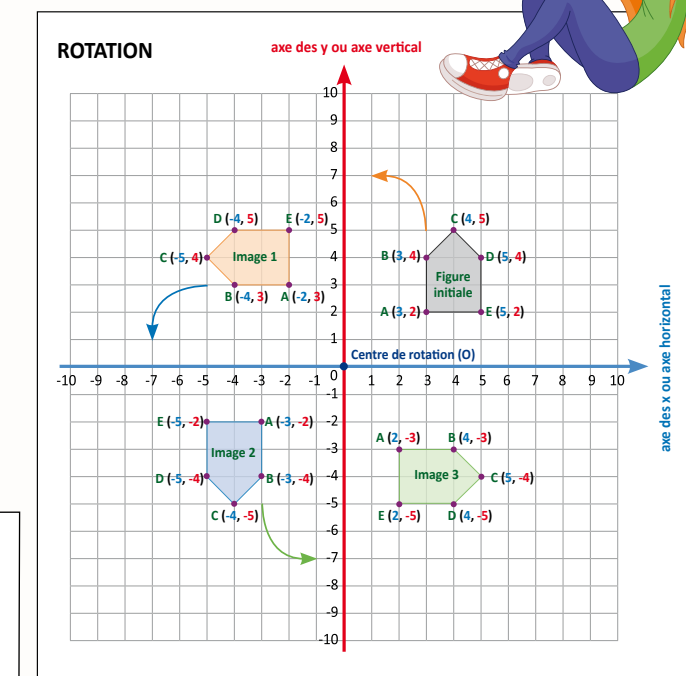 ROTATION
axe des y ou axe vertical
10
9
8
7
6
D (-4, 5) E (-2, 5) C (4, 5)
5
C (-5, 4) Image 1 4 B (3, 4) D (5, 4)
Figure
initiale
B (-4, 3) A (-2, 3) 3
2 A (3, 2) E (5, 2)
1
Centre de rotation (O)
-10 -9 -8 -7 -6 -5 -4 -3 -2 -1 0 1 2 3 4 5 6 7 8 9 10
axe des x ou axe horizontal
-1
E (-5, -2) A (-3, -2) -2
A (2, -3) B (4, -3)
Image 2 -3
D (-5, -4) B (-3, -4) -4 Image 3 C (5, -4)
C (-4, -5) -5 E (2, -5) D (4, -5)
-6
-7
-8
-9
-10